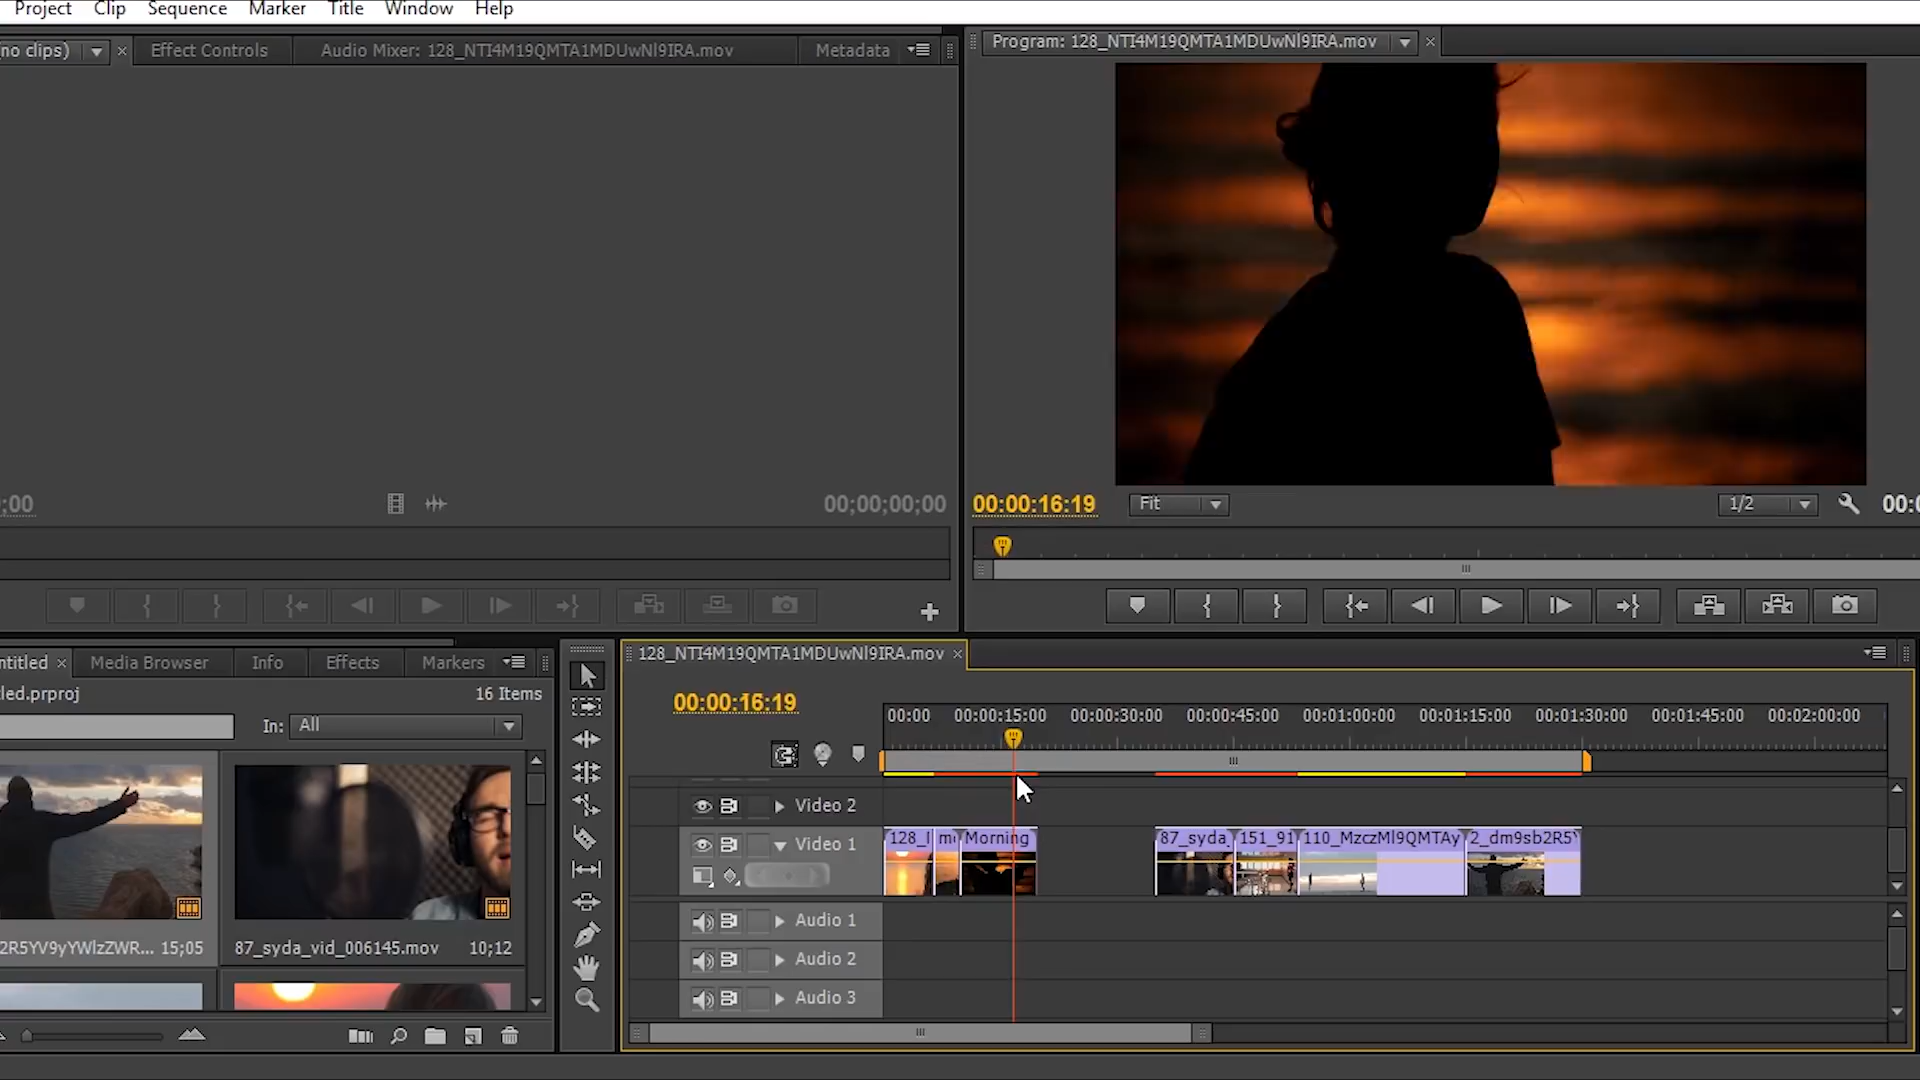 Project Clip Sequence Marker Title Window Help
no clips) Effect Controls Audio Mixer: 128_NTI4M19QMTA1MDUwNl9IRA.mov Metadata
Program: 128_NTI4M19QMTA1MDUwNl9IRA.mov
;00 00;00;00;00
00:00:16:19 Fit 1/2 00:0
ntitled Media Browser Info Effects Markers
led.prproj 16 Items
In: All
2R5YV9yYWlzZWR... 15;05 87_syda_vid_006145.mov 10;12
128_NTI4M19QMTA1MDUwNl9IRA.mov
00:00:16:19
00:00 00:00:15:00 00:00:30:00 00:00:45:00 00:01:00:00 00:01:15:00 00:01:30:00 00:01:45:00 00:02:00:00
Video 2
Video 1
128_ Morning 87_syda_ 151_91 110_MzczMl9QMTAy 2_dm9sb2R5
Audio 1
Audio 2
Audio 3